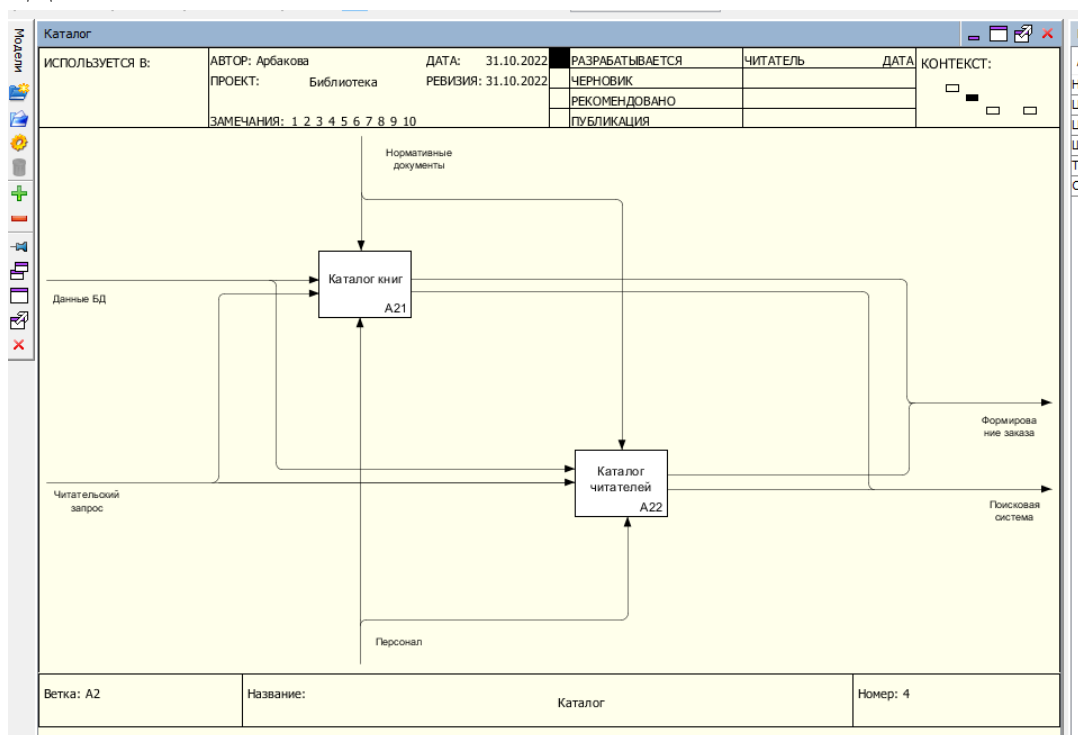 Модели
Каталог
ИСПОЛЬЗУЕТСЯ В:
АВТОР: Арбакова
ДАТА: 31.10.2022
ПРОЕКТ: Библиотека
РЕВИЗИЯ: 31.10.2022
ЗАМЕЧАНИЯ: 1 2 3 4 5 6 7 8 9 10
РАЗРАБАТЫВАЕТСЯ
ЧЕРНОВИК
РЕКОМЕНДОВАНО
ПУБЛИКАЦИЯ
ЧИТАТЕЛЬ
ДАТА
КОНТЕКСТ:
Нормативные
документы
Каталог книг
A21
Данные БД
Формирова
ние заказа
Каталог
читателей
A22
Читательский
запрос
Поисковая
система
Персонал
Ветка: A2
Название:
Каталог
Номер: 4